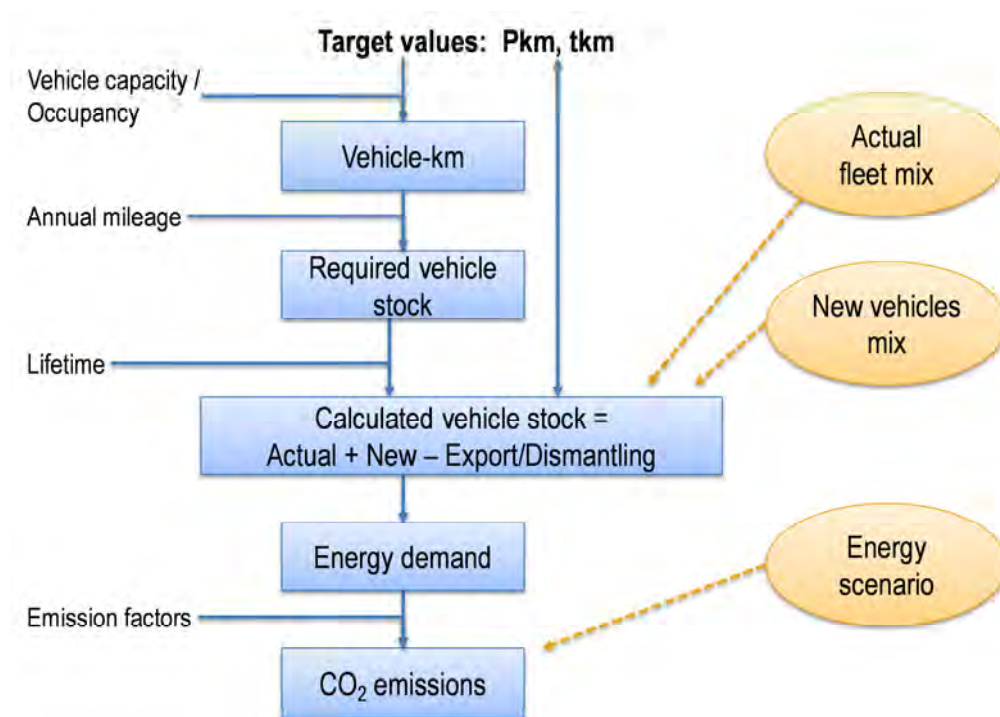 Target values: Pkm, tkm
Vehicle capacity /
Occupancy
Vehicle-km
Actual
fleet mix
Annual mileage
Required vehicle
stock
New vehicles
mix
Lifetime
Calculated vehicle stock =
Actual + New – Export/Dismantling
Energy demand
Energy
scenario
Emission factors
CO₂ emissions